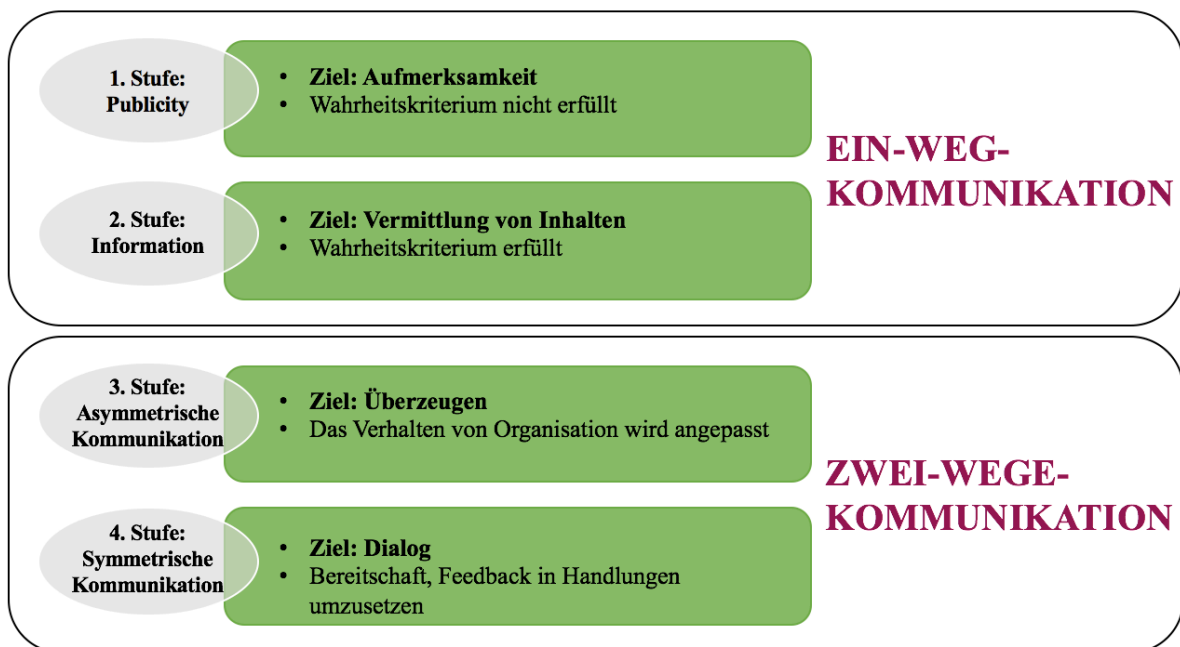 1. Stufe:
Publicity
• Ziel: Aufmerksamkeit
• Wahrheitskriterium nicht erfüllt
2. Stufe:
Information
• Ziel: Vermittlung von Inhalten
• Wahrheitskriterium erfüllt
EIN-WEG-
KOMMUNIKATION
3. Stufe:
Asymmetrische
Kommunikation
• Ziel: Überzeugen
• Das Verhalten von Organisation wird angepasst
4. Stufe:
Symmetrische
Kommunikation
• Ziel: Dialog
• Bereitschaft, Feedback in Handlungen
umzusetzen
ZWEI-WEGE-
KOMMUNIKATION